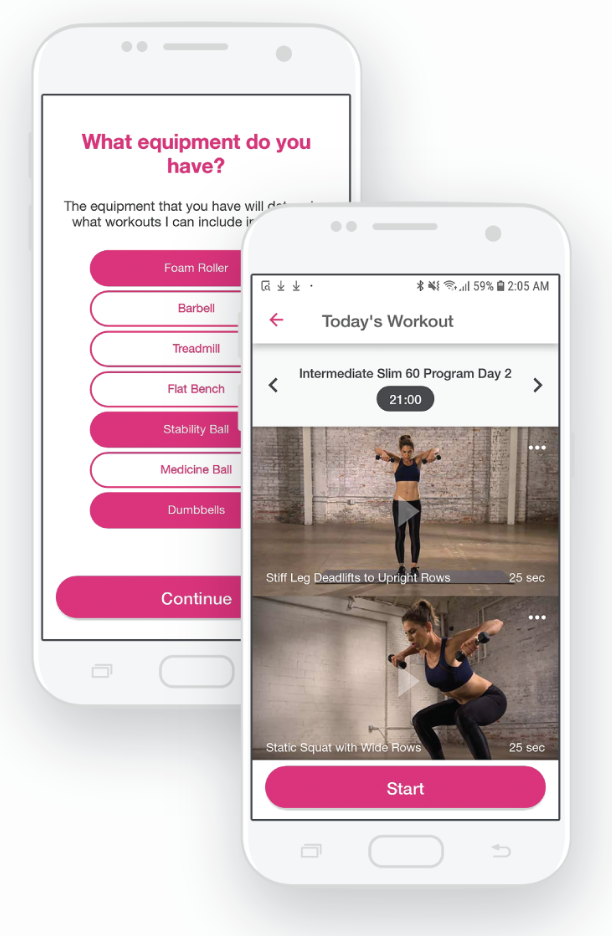 What equipment do you
have?
The equipment that you have will
what workouts I can include
Foam Roller
Barbell
Treadmill
Flat Bench
Stability Ball
Medicine Ball
Dumbbells
Continue
59% 2:05 AM
Today's Workout
Intermediate Slim 60 Program Day 2
21:00
Stiff Leg Deadlifts to Upright Rows 25 sec
Static Squat with Wide Rows 25 sec
Start